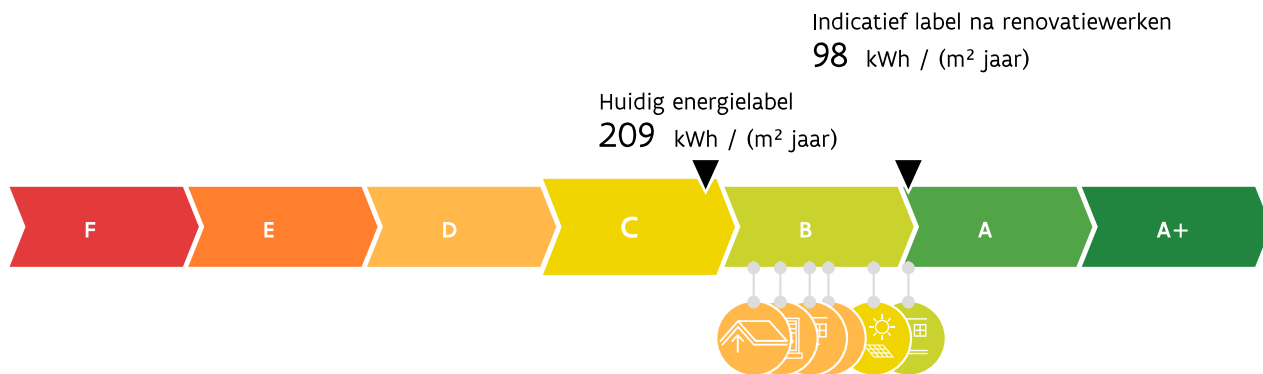 Indicatief label na renovatiewerken
98 kWh / (m² jaar)
Huidig energielabel
209 kWh / (m² jaar)
F E D C B A A+